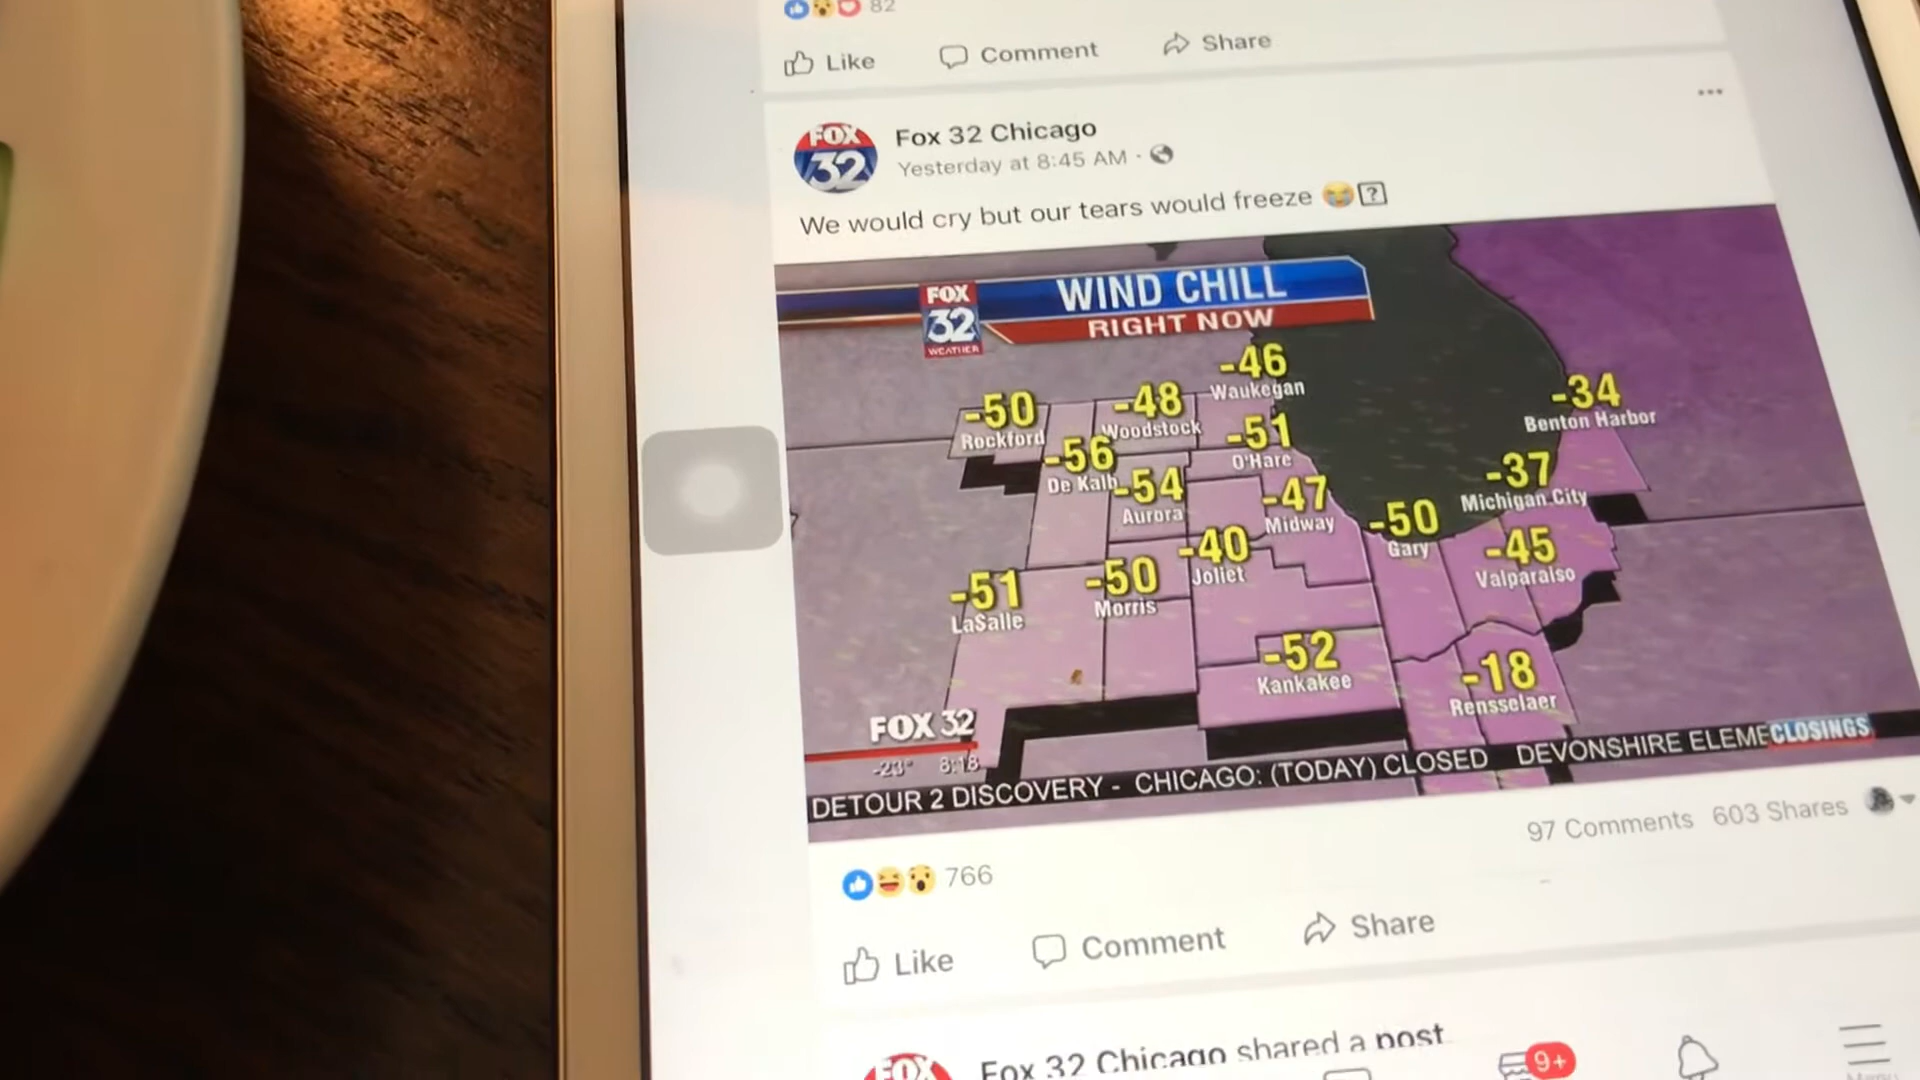 82
Like Comment Share
FOX 32
Fox 32 Chicago
Yesterday at 8:45 AM
We would cry but our tears would freeze
FOX 32 WEATHER
WIND CHILL
RIGHT NOW
-46
Waukegan
-50
Rockford
-48
Woodstock
-34
Benton Harbor
-51
O'Hare
-56
De Kalb
-54
Aurora
-37
Michigan City
-47
Midway
-50
Gary
-40
Joliet
-45
Valparaiso
-51
LaSalle
-50
Morris
-52
Kankakee
-18
Rensselaer
FOX 32
-23° 8:18
DETOUR 2 DISCOVERY - CHICAGO: (TODAY) CLOSED DEVONSHIRE ELEME CLOSINGS
97 Comments 603 Shares
766
Like Comment Share
FOX
Fox 32 Chicago shared a post
9+